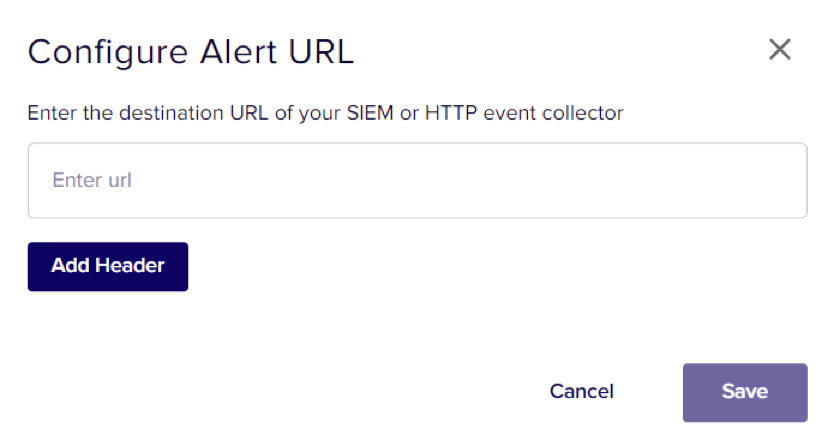 Configure Alert URL
Enter the destination URL of your SIEM or HTTP event collector
Enter url
Add Header
Cancel Save